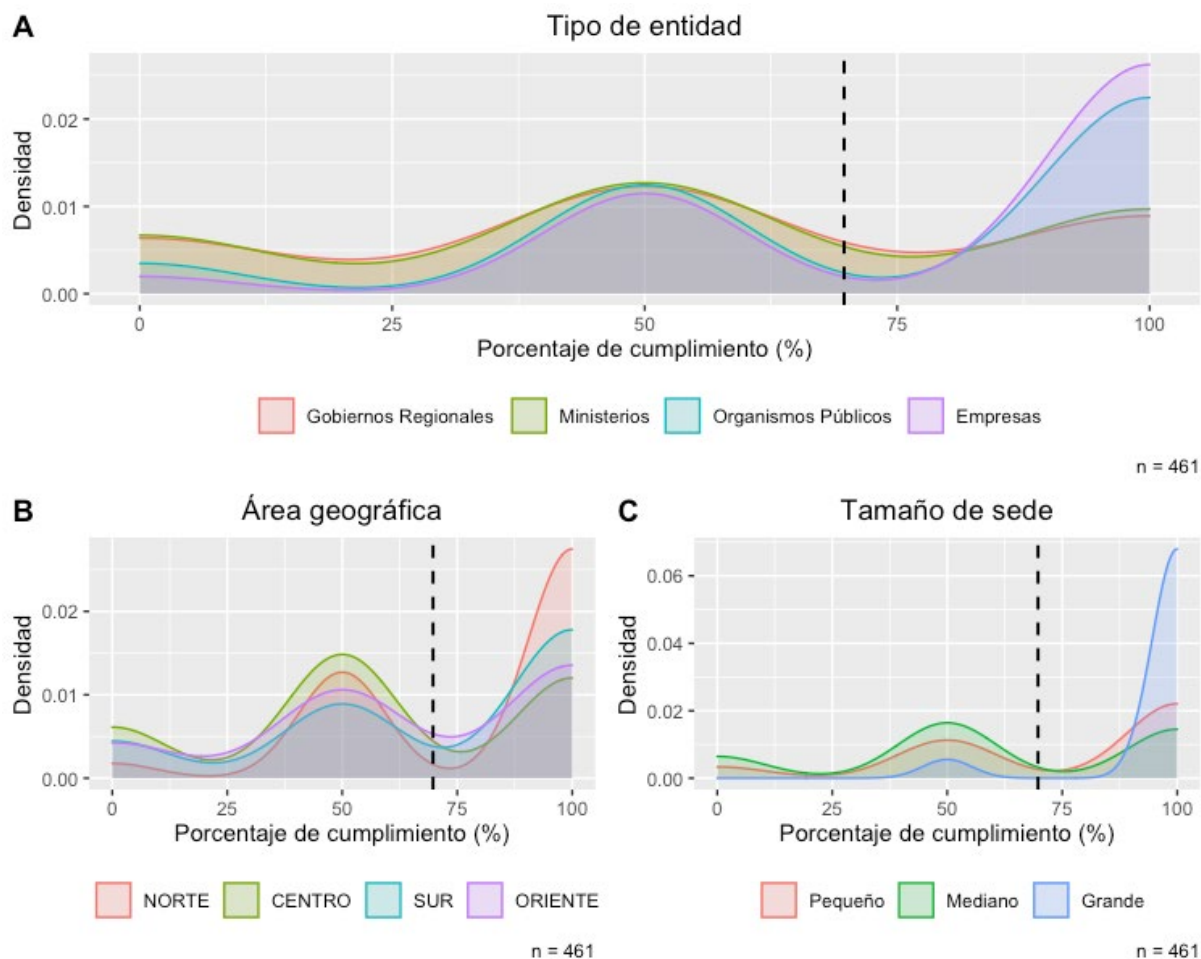 A
Tipo de entidad
Densidad
0.02
0.01
0.00
0 25 50 75 100
Porcentaje de cumplimiento (%)
Gobiernos Regionales Ministerios Organismos Públicos Empresas
n = 461
B
Área geográfica
Densidad
0.02
0.01
0.00
0 25 50 75 100
Porcentaje de cumplimiento (%)
NORTE CENTRO SUR ORIENTE
n = 461
C
Tamaño de sede
Densidad
0.06
0.04
0.02
0.00
0 25 50 75 100
Porcentaje de cumplimiento (%)
Pequeño Mediano Grande
n = 461